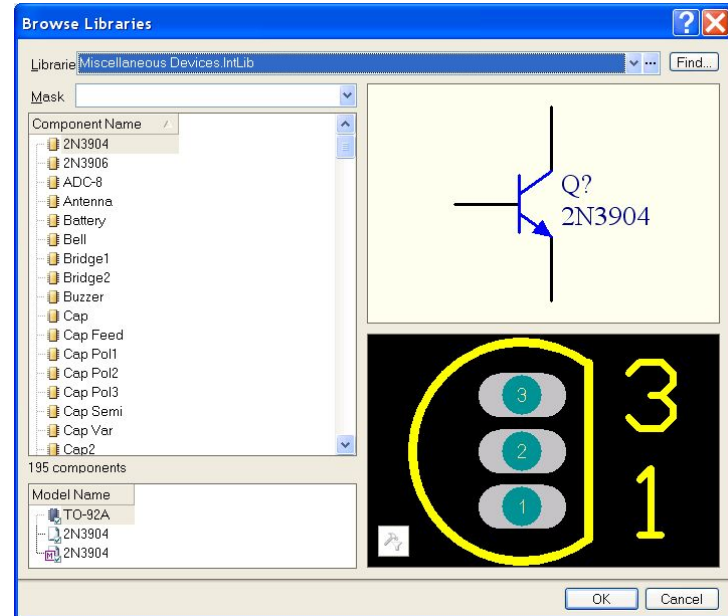 Browse Libraries
Librarie Miscellaneous Devices.IntLib ... Find...
Mask
Component Name
2N3904
2N3906
ADC-8
Antenna
Battery
Bell
Bridge1
Bridge2
Buzzer
Cap
Cap Feed
Cap Pol1
Cap Pol2
Cap Pol3
Cap Semi
Cap Var
Cap2
195 components
Model Name
TO-92A
2N3904
2N3904
Q?
2N3904
3
2
1
3
1
OK Cancel